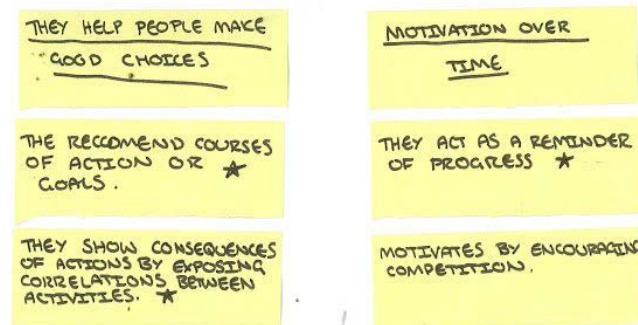 THEY HELP PEOPLE MAKE
GOOD CHOICES
THE RECCOMEND COURSES
OF ACTION OR ★
GOALS.
THEY SHOW CONSEQUENCES
OF ACTIONS BY EXPOSING
CORRELATIONS BETWEEN
ACTIVITIES. ★
MOTIVATION OVER
TIME
THEY ACT AS A REMINDER
OF PROGRESS ★
MOTIVATES BY ENCOURAGING
COMPETITION.